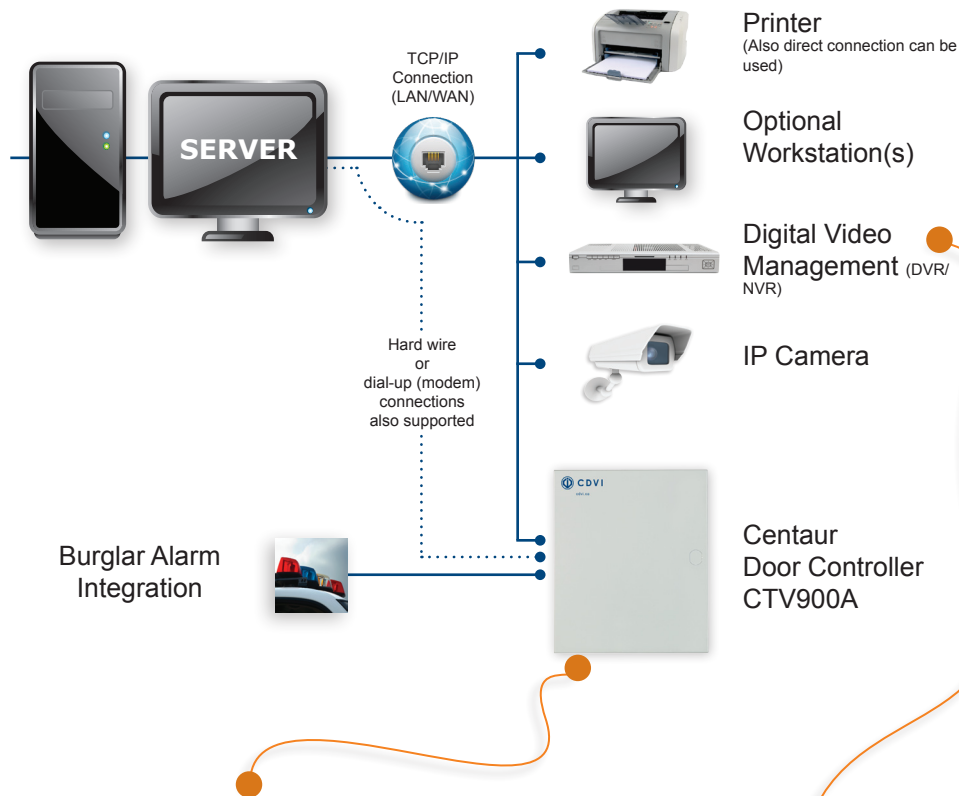 Printer
(Also direct connection can be
used)
TCP/IP
Connection
(LAN/WAN)
SERVER
Optional
Workstation(s)
Digital Video
Management (DVR/
NVR)
Hard wire
or
dial-up (modem)
connections
also supported
IP Camera
CDVI
Burglar Alarm
Integration
Centaur
Door Controller
CTV900A